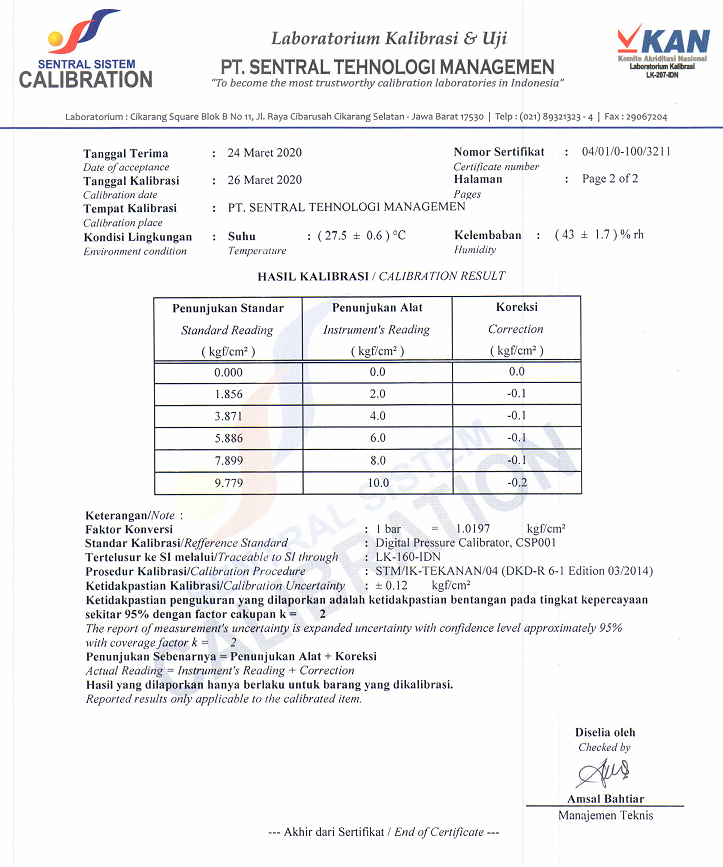 SENTRAL SISTEM
CALIBRATION
Laboratorium Kalibrasi & Uji
PT. SENTRAL TEHNOLOGI MANAGEMEN
"To become the most trustworthy calibration laboratories in Indonesia"
KAN
Komite Akriditasi Nasional
Laboratorium Kalibrasi
LK-207-IDN
Laboratorium : Cikarang Square Blok B No 11, Jl. Raya Cibarusah Cikarang Selatan - Jawa Barat 17530 | Telp : (021) 89321323 - 4 | Fax : 29067204
Tanggal Terima : 24 Maret 2020 Nomor Sertifikat : 04/01/0-100/3211
Date of acceptance Certificate number
Tanggal Kalibrasi : 26 Maret 2020 Halaman : Page 2 of 2
Calibration date Pages
Tempat Kalibrasi : PT. SENTRAL TEHNOLOGI MANAGEMEN
Calibration place
Kondisi Lingkungan : Suhu : ( 27.5 ± 0.6 ) °C Kelembaban : ( 43 ± 1.7 ) % rh
Environment condition Temperature Humidity
HASIL KALIBRASI / CALIBRATION RESULT
Penunjukan Standar Penunjukan Alat Koreksi
Standard Reading Instrument's Reading Correction
( kgf/cm² ) ( kgf/cm² ) ( kgf/cm² )
0.000 0.0 0.0
1.856 2.0 -0.1
3.871 4.0 -0.1
5.886 6.0 -0.1
7.899 8.0 -0.1
9.779 10.0 -0.2
Keterangan/Note :
Faktor Konversi : 1 bar = 1.0197 kgf/cm²
Standar Kalibrasi/Refference Standard : Digital Pressure Calibrator, CSP001
Tertelusur ke SI melalui/Traceable to SI through : LK-160-IDN
Prosedur Kalibrasi/Calibration Procedure : STM/IK-TEKANAN/04 (DKD-R 6-1 Edition 03/2014)
Ketidakpastian Kalibrasi/Calibration Uncertainty : ± 0.12 kgf/cm²
Ketidakpastian pengukuran yang dilaporkan adalah ketidakpastian bentangan pada tingkat kepercayaan
sekitar 95% dengan factor cakupan k = 2
The report of measurement's uncertainty is expanded uncertainty with confidence level approximately 95%
with coverage factor k = 2
Penunjukan Sebenarnya = Penunjukan Alat + Koreksi
Actual Reading = Instrument's Reading + Correction
Hasil yang dilaporkan hanya berlaku untuk barang yang dikalibrasi.
Reported results only applicable to the calibrated item.
SENTRAL SISTEM
CALIBRATION
Diselia oleh
Checked by
Amsal Bahtiar
Manajemen Teknis
--- Akhir dari Sertifikat / End of Certificate ---